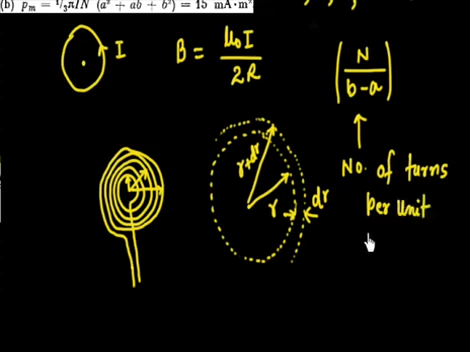 (b) pₘ = ¹/₃πIN (a² + ab + b²) = 15 mA·m²
I
B = μ₀I / 2R
(N / b-a)
No. of turns
per unit
r+dr
r
dr